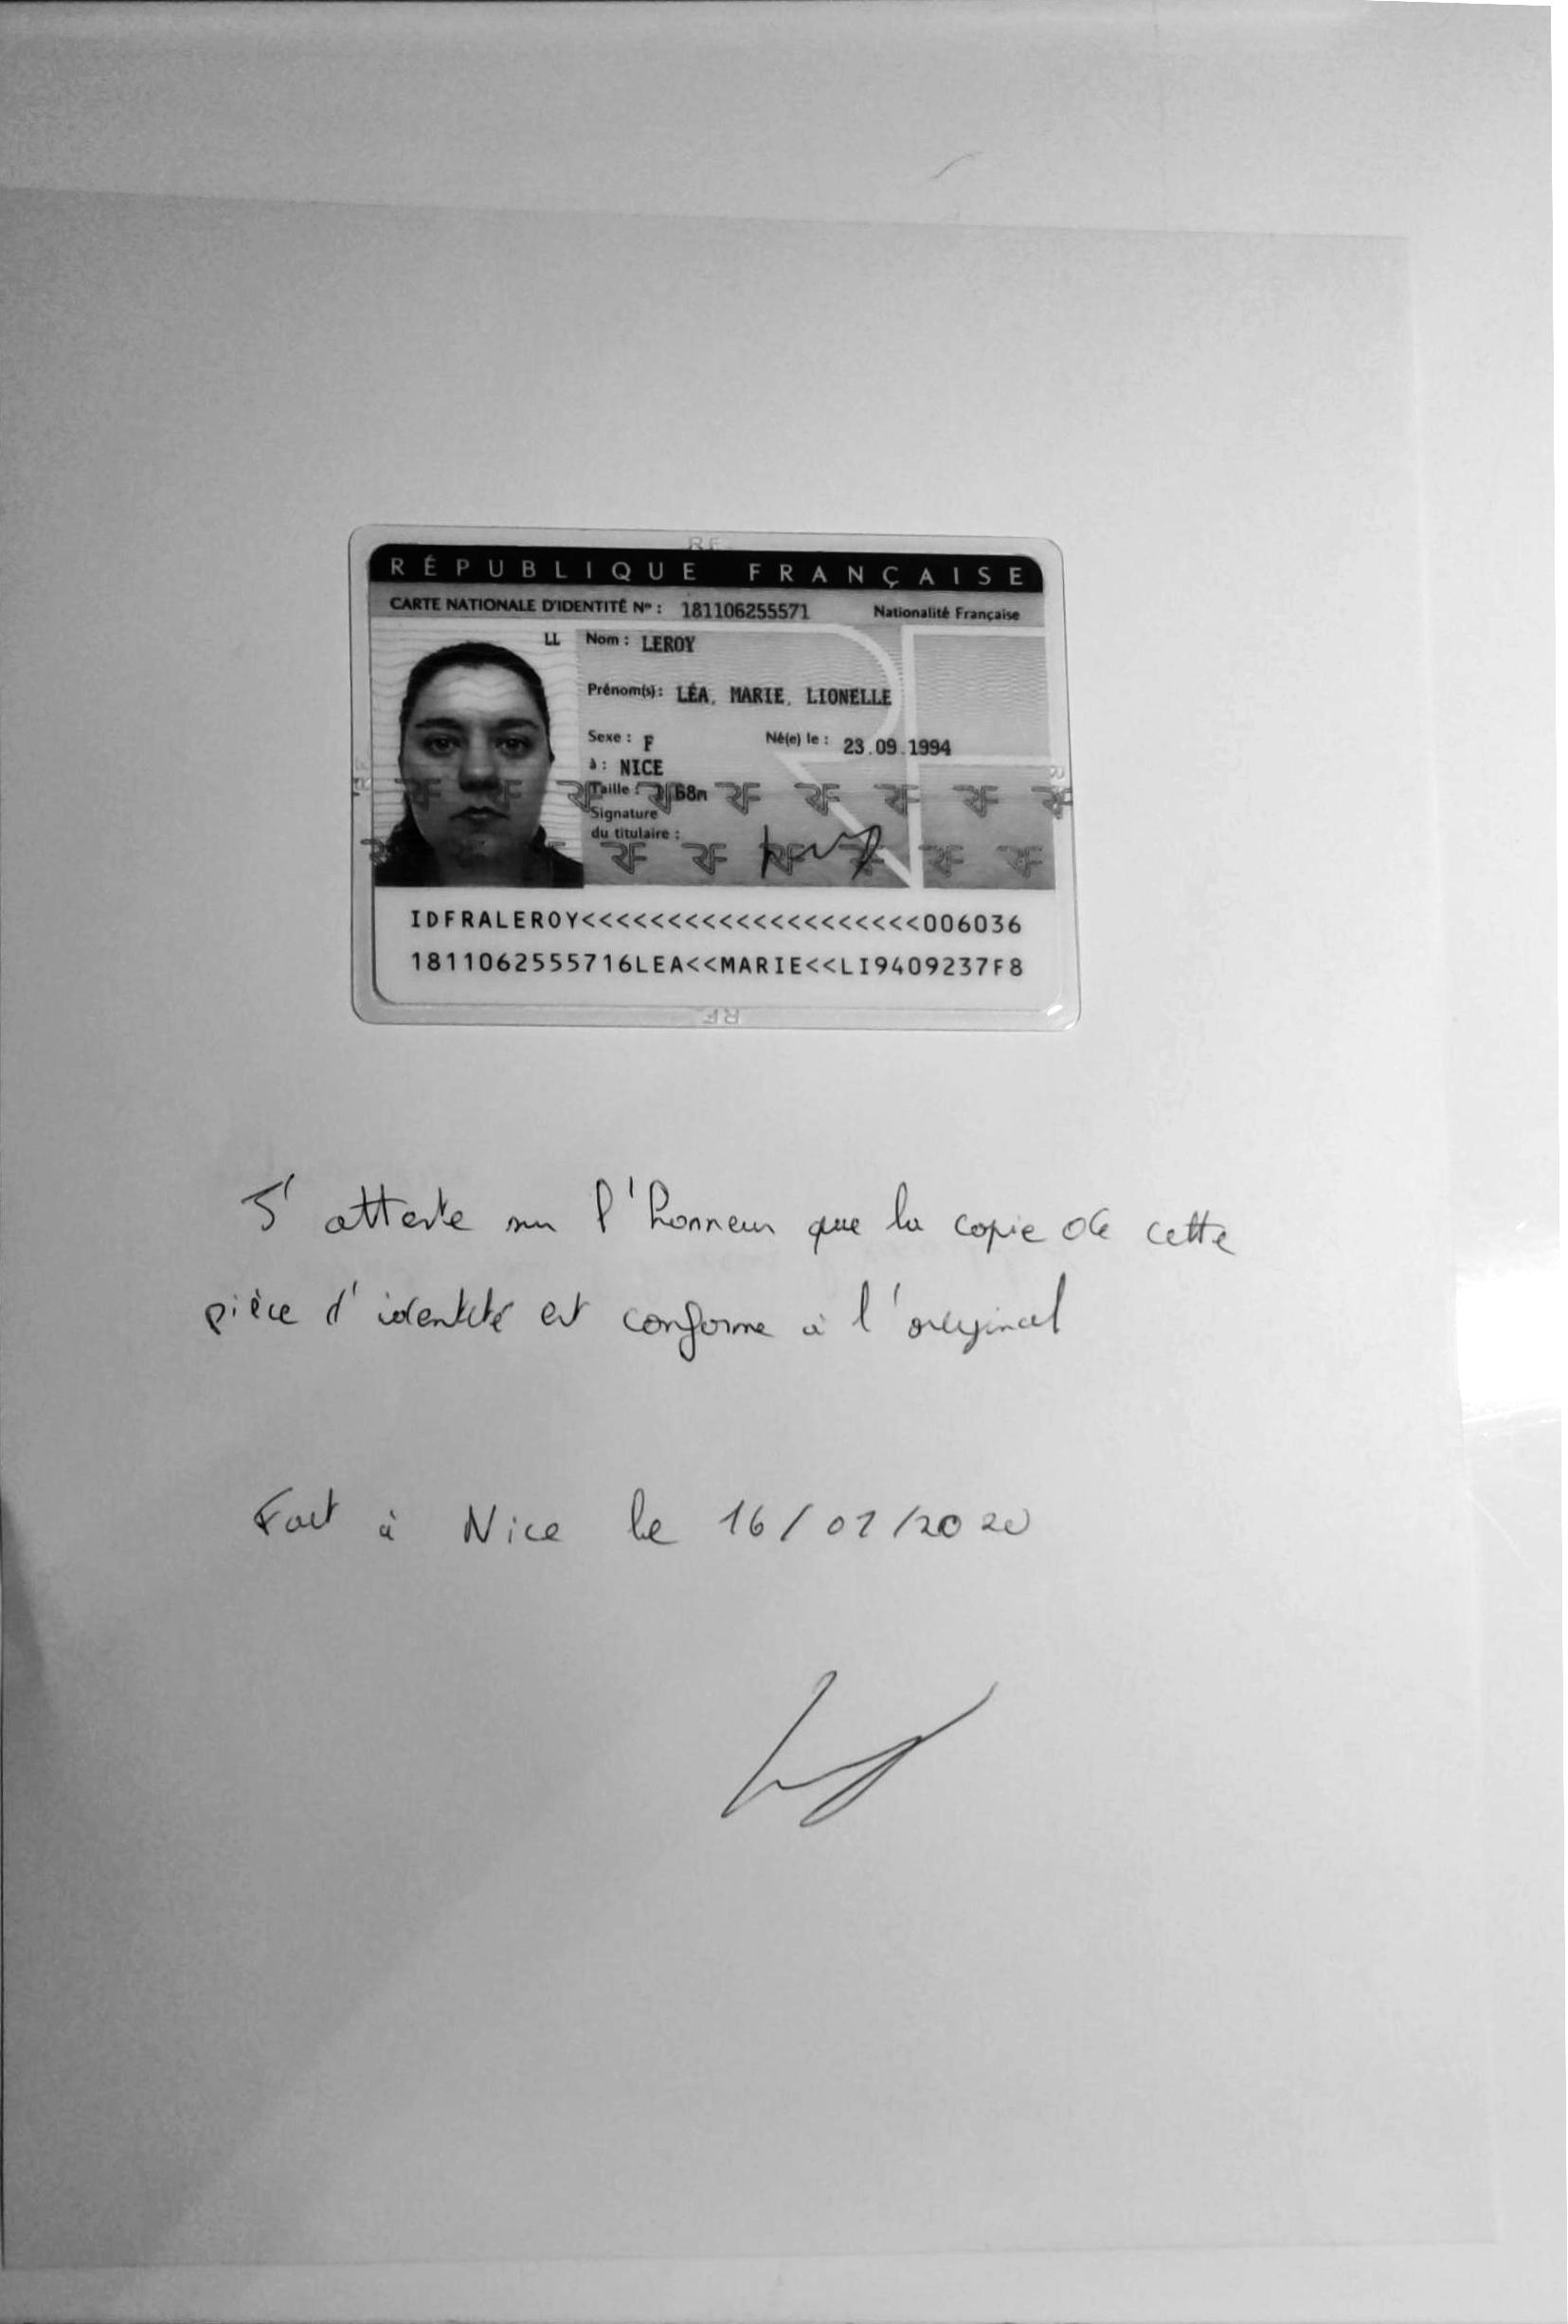 RÉPUBLIQUE FRANÇAISE
CARTE NATIONALE D'IDENTITÉ Nº : 181106255571 Nationalité Française
LL Nom : LEROY
Prénom(s) : LÉA, MARIE, LIONELLE
Sexe : F Né(e) le : 23.09.1994
à : NICE
Taille : 1,68m
Signature
du titulaire :
IDFRALEROY<<<<<<<<<<<<<<<<<<<<006036
1811062555716LEA<<MARIE<<LI9409237F8
J'atteste sur l'honneur que la copie de cette
pièce d'identité est conforme à l'original
Fait à Nice le 16/01/2020